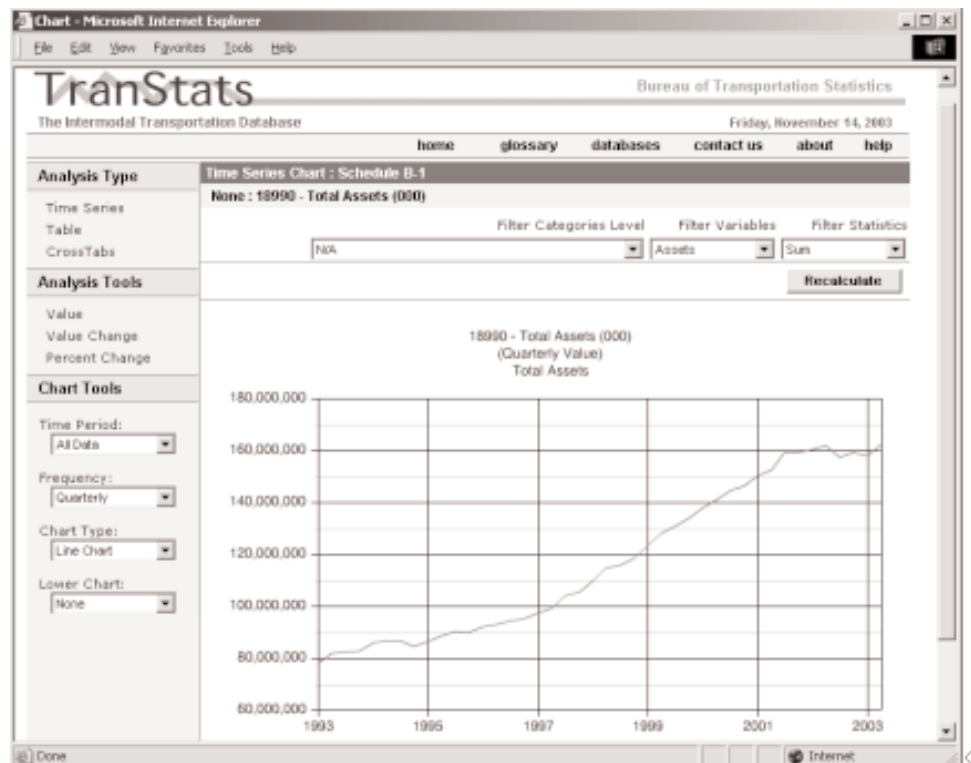 Chart - Microsoft Internet Explorer
File Edit View Favorites Tools Help
TranStats
Bureau of Transportation Statistics
The Intermodal Transportation Database
Friday, November 14, 2003
home glossary databases contact us about help
Analysis Type
Time Series
Table
CrossTabs
Analysis Tools
Value
Value Change
Percent Change
Chart Tools
Time Period:
All Data
Frequency:
Quarterly
Chart Type:
Line Chart
Lower Chart:
None
Time Series Chart : Schedule B-1
None : 18990 - Total Assets (000)
Filter Categories Level Filter Variables Filter Statistics
N/A Assets Sum
Recalculate
18990 - Total Assets (000)
(Quarterly Value)
Total Assets
180,000,000
160,000,000
140,000,000
120,000,000
100,000,000
80,000,000
60,000,000
1993 1995 1997 1999 2001 2003
Done Internet